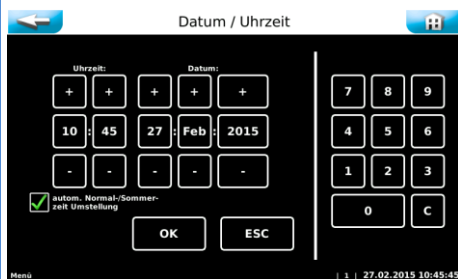 Datum / Uhrzeit
Uhrzeit: Datum:
+ + + + + 7 8 9
10 : 45 27 : Feb : 2015 4 5 6
- - - - - 1 2 3
autom. Normal-/Sommer-
zeit Umstellung
0 C
OK ESC
Menü | 1 | 27.02.2015 10:45:45